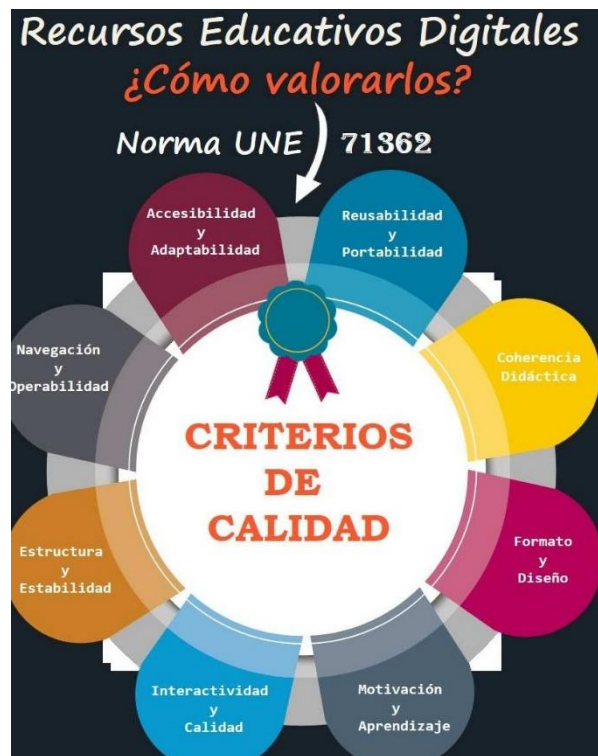 Recursos Educativos Digitales
¿Cómo valorarlos?
Norma UNE 71362
Accesibilidad
y
Adaptabilidad
Reusabilidad
y
Portabilidad
Navegación
y
Operabilidad
Coherencia
Didáctica
CRITERIOS
DE
CALIDAD
Estructura
y
Estabilidad
Formato
y
Diseño
Interactividad
y
Calidad
Motivación
y
Aprendizaje